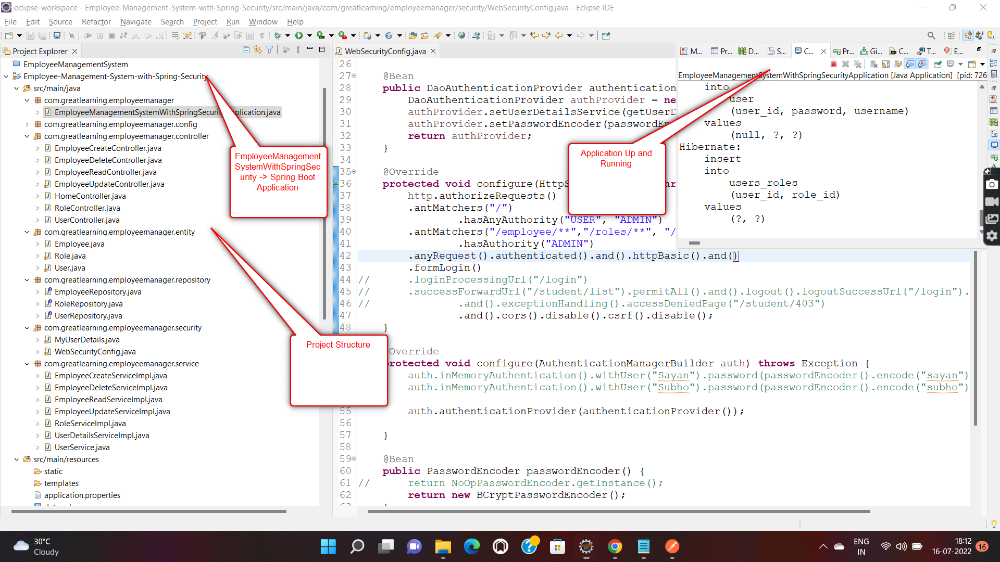 eclipse-workspace - Employee-Management-System-with-Spring-Security/src/main/java/com/greatlearning/employeemanager/security/WebSecurityConfig.java - Eclipse IDE
File Edit Source Refactor Navigate Search Project Run Window Help
Project Explorer
EmployeeManagementSystem
Employee-Management-System-with-Spring-Security
src/main/java
com.greatlearning.employeemanager
EmployeeManagementSystemWithSpringSecurit pplication.java
com.greatlearning.employeemanager.config
com.greatlearning.employeemanager.controller
EmployeeCreateController.java
EmployeeDeleteController.java
EmployeeReadController.java
EmployeeUpdateController.java
HomeController.java
RoleController.java
UserController.java
com.greatlearning.employeemanager.entity
Employee.java
Role.java
User.java
com.greatlearning.employeemanager.repository
EmployeeRepository.java
RoleRepository.java
UserRepository.java
com.greatlearning.employeemanager.security
MyUserDetails.java
WebSecurityConfig.java
com.greatlearning.employeemanager.service
EmployeeCreateServiceImpl.java
EmployeeDeleteServiceImpl.java
EmployeeReadServiceImpl.java
EmployeeUpdateServiceImpl.java
RoleServiceImpl.java
UserDetailsServiceImpl.java
UserService.java
src/main/resources
static
templates
application.properties
EmployeeManagement
SystemWithSpringSec
urity -> Spring Boot
Application
Project Structure
WebSecurityConfig.java
26
27 @Bean
28 public DaoAuthenticationProvider authentication
29 DaoAuthenticationProvider authProvider = ne
30 authProvider.setUserDetailsService(getUserD
31 authProvider.setPasswordEncoder(passwordEn
32 return authProvider;
33 }
34
35 @Override
36 protected void configure(HttpS hr
37 http.authorizeRequests()
38 .antMatchers("/")
39 .hasAnyAuthority("USER", "ADMIN")
40 .antMatchers("/employee/**","/roles/**", "/
41 .hasAuthority("ADMIN")
42 .anyRequest().authenticated().and().httpBasic().and()
43 .formLogin()
44 // .loginProcessingUrl("/login")
45 // .successForwardUrl("/student/list").permitAll().and().logout().logoutSuccessUrl("/login").
46 // .and().exceptionHandling().accessDeniedPage("/student/403")
47 .and().cors().disable().csrf().disable();
48 }
Override
rotected void configure(AuthenticationManagerBuilder auth) throws Exception {
auth.inMemoryAuthentication().withUser("Sayan").password(passwordEncoder().encode("sayan")
auth.inMemoryAuthentication().withUser("Subho").password(passwordEncoder().encode("subho")
55 auth.authenticationProvider(authenticationProvider());
56
57 }
58
59 @Bean
60 public PasswordEncoder passwordEncoder() {
61 // return NoOpPasswordEncoder.getInstance();
62 return new BCryptPasswordEncoder();
Application Up and
Running
M... Pr... D... S... C... Pr... Gi... C... T... E...
EmployeeManagementSystemWithSpringSecurityApplication [Java Application] [pid: 726
into
user
(user_id, password, username)
values
(null, ?, ?)
Hibernate:
insert
into
users_roles
(user_id, role_id)
values
(?, ?)
30°C
Cloudy
ENG
IN
18:12
16-07-2022
16